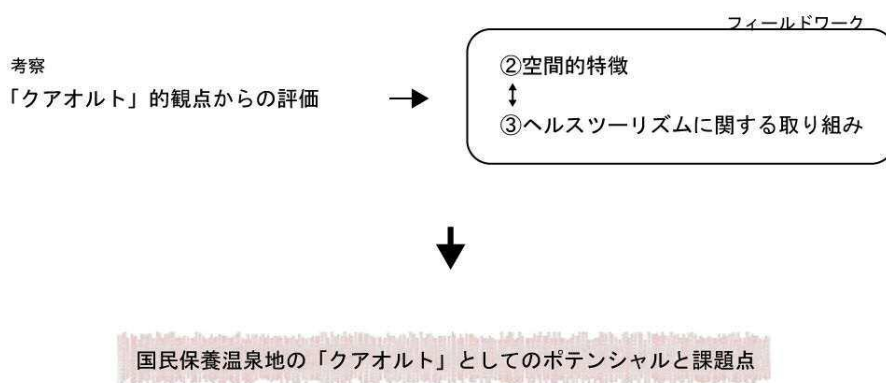 フィールドワーク
考察
「クアオルト」的観点からの評価
②空間的特徴
③ヘルスツーリズムに関する取り組み
国民保養温泉地の「クアオルト」としてのポテンシャルと課題点